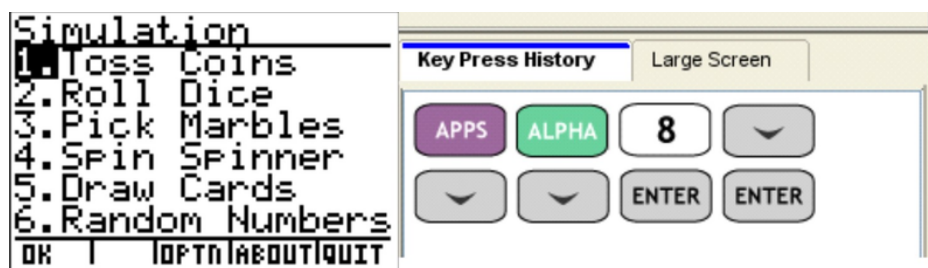 Simulation
1.Toss Coins
2.Roll Dice
3.Pick Marbles
4.Spin Spinner
5.Draw Cards
6.Random Numbers
OK OPTN ABOUT QUIT
Key Press History Large Screen
APPS ALPHA 8
ENTER ENTER